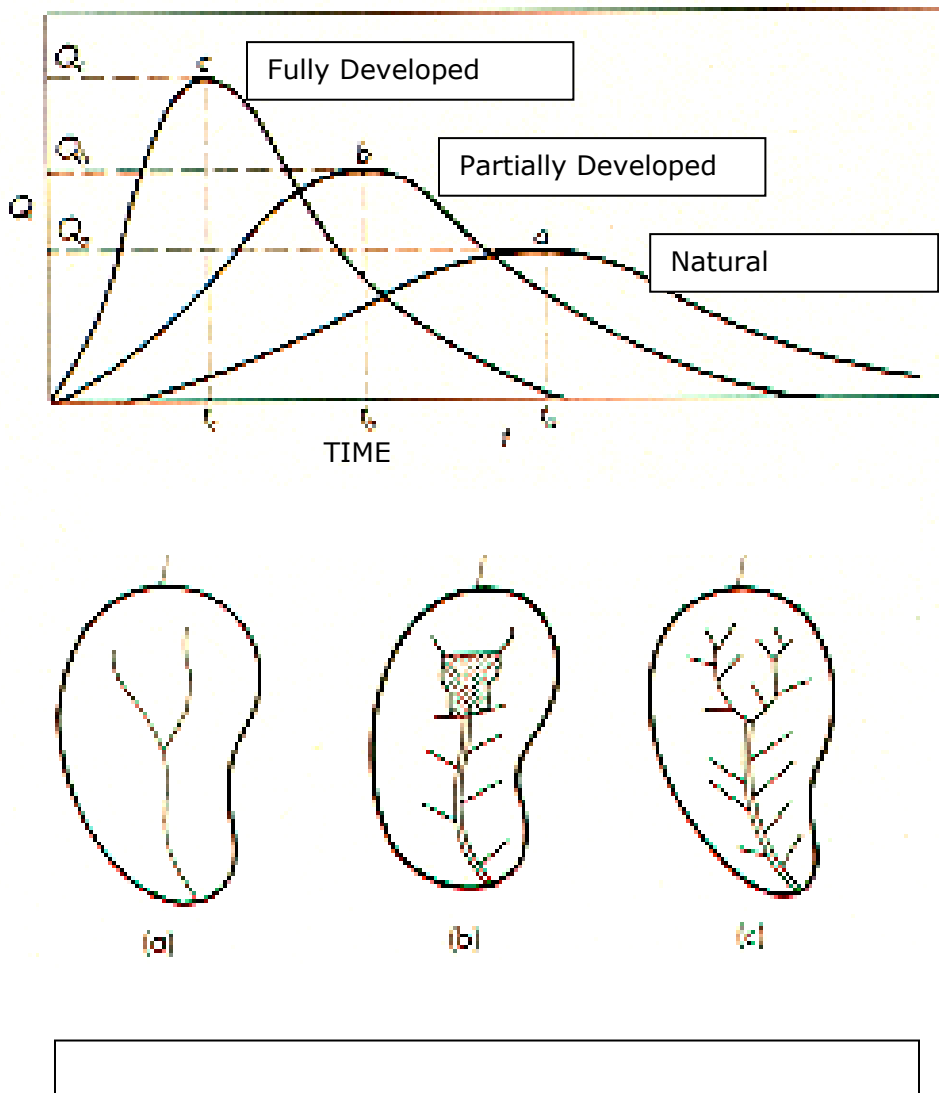 Q
c
Fully Developed
Q
b
Partially Developed
Q
Q
a
Natural
t
TIME
(a)
(b)
(c)